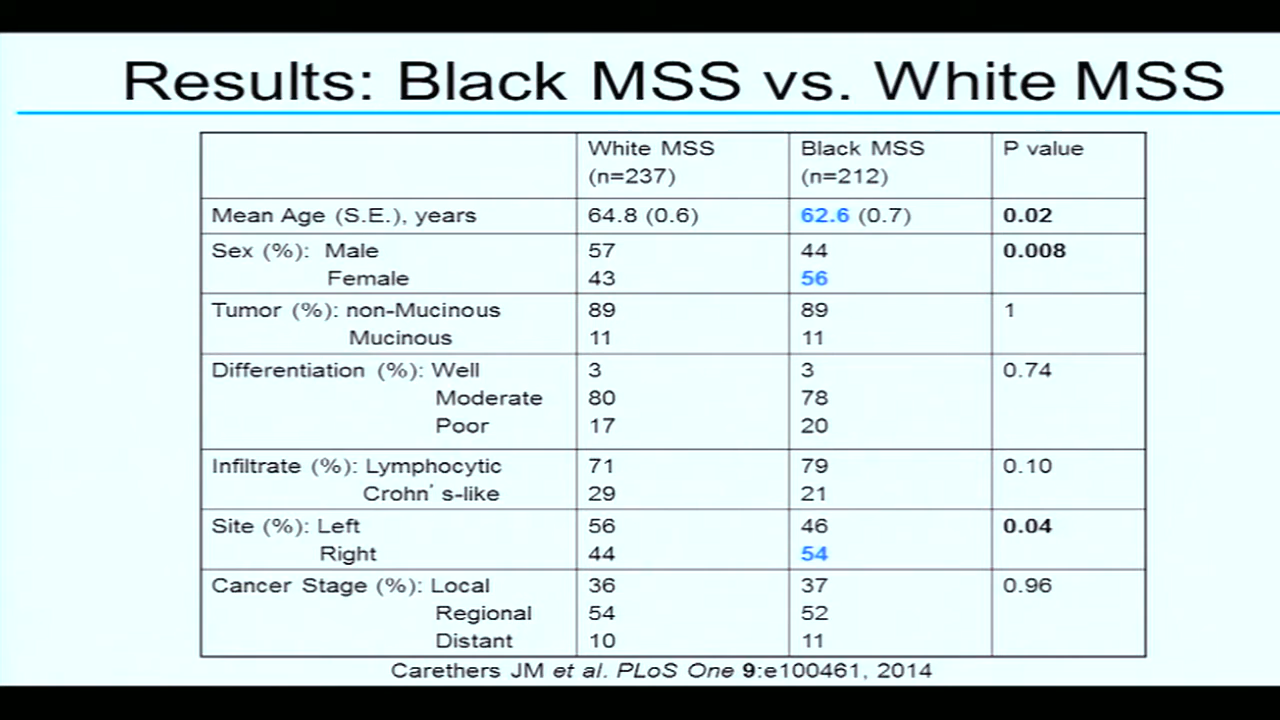 Results: Black MSS vs. White MSS
White MSS (n=237) Black MSS (n=212) P value
Mean Age (S.E.), years 64.8 (0.6) 62.6 (0.7) 0.02
Sex (%): Male 57 44 0.008
Female 43 56
Tumor (%): non-Mucinous 89 89 1
Mucinous 11 11
Differentiation (%): Well 3 3 0.74
Moderate 80 78
Poor 17 20
Infiltrate (%): Lymphocytic 71 79 0.10
Crohn's-like 29 21
Site (%): Left 56 46 0.04
Right 44 54
Cancer Stage (%): Local 36 37 0.96
Regional 54 52
Distant 10 11
Carethers JM et al. PLoS One 9:e100461, 2014